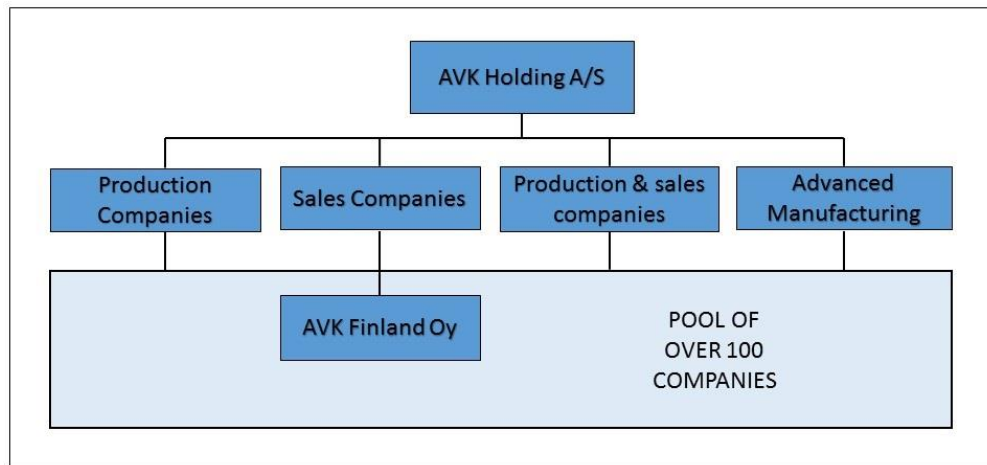 AVK Holding A/S
Production
Companies
Sales Companies
Production & sales
companies
Advanced
Manufacturing
AVK Finland Oy
POOL OF
OVER 100
COMPANIES